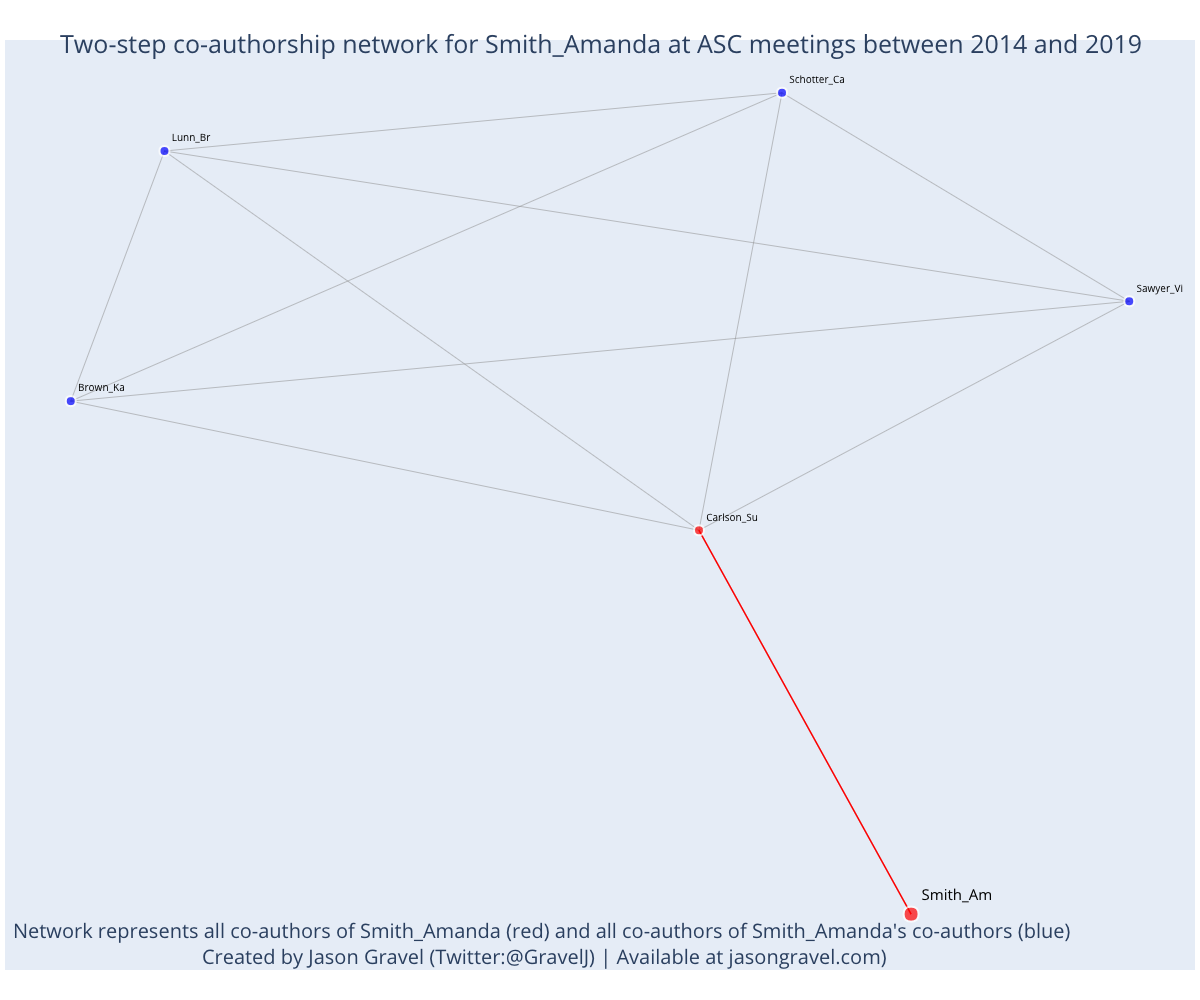 Two-step co-authorship network for Smith_Amanda at ASC meetings between 2014 and 2019
Schotter_Ca
Lunn_Br
Sawyer_Vi
Brown_Ka
Carlson_Su
Smith_Am
Network represents all co-authors of Smith_Amanda (red) and all co-authors of Smith_Amanda's co-authors (blue)
Created by Jason Gravel (Twitter:@GravelJ) | Available at jasongravel.com)